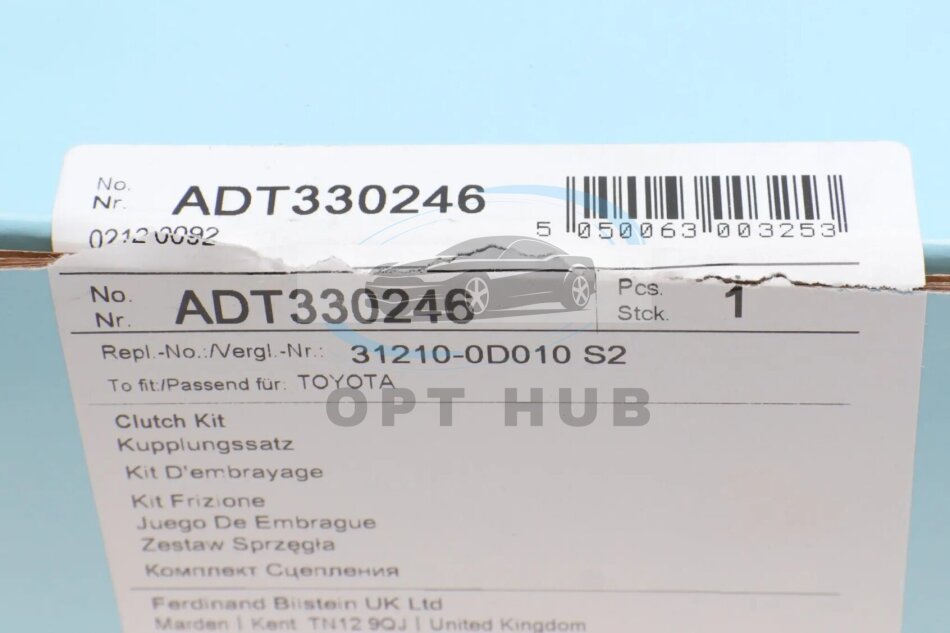 No.
Nr. ADT330246
5 050063 003253
No.
Nr. ADT330246 Pcs.
Stck. 1
Repl.-No.:/Vergl.-Nr.: 31210-0D010 S2
To fit:/Passend für: TOYOTA
OPT HUB
Clutch Kit
Kupplungssatz
Kit D'embrayage
Kit Frizione
Juego De Embrague
Zestaw Sprzęgła
Комплект Сцепления
Ferdinand Bilstein UK Ltd
Marden | Kent TN12 9QJ | United Kingdom